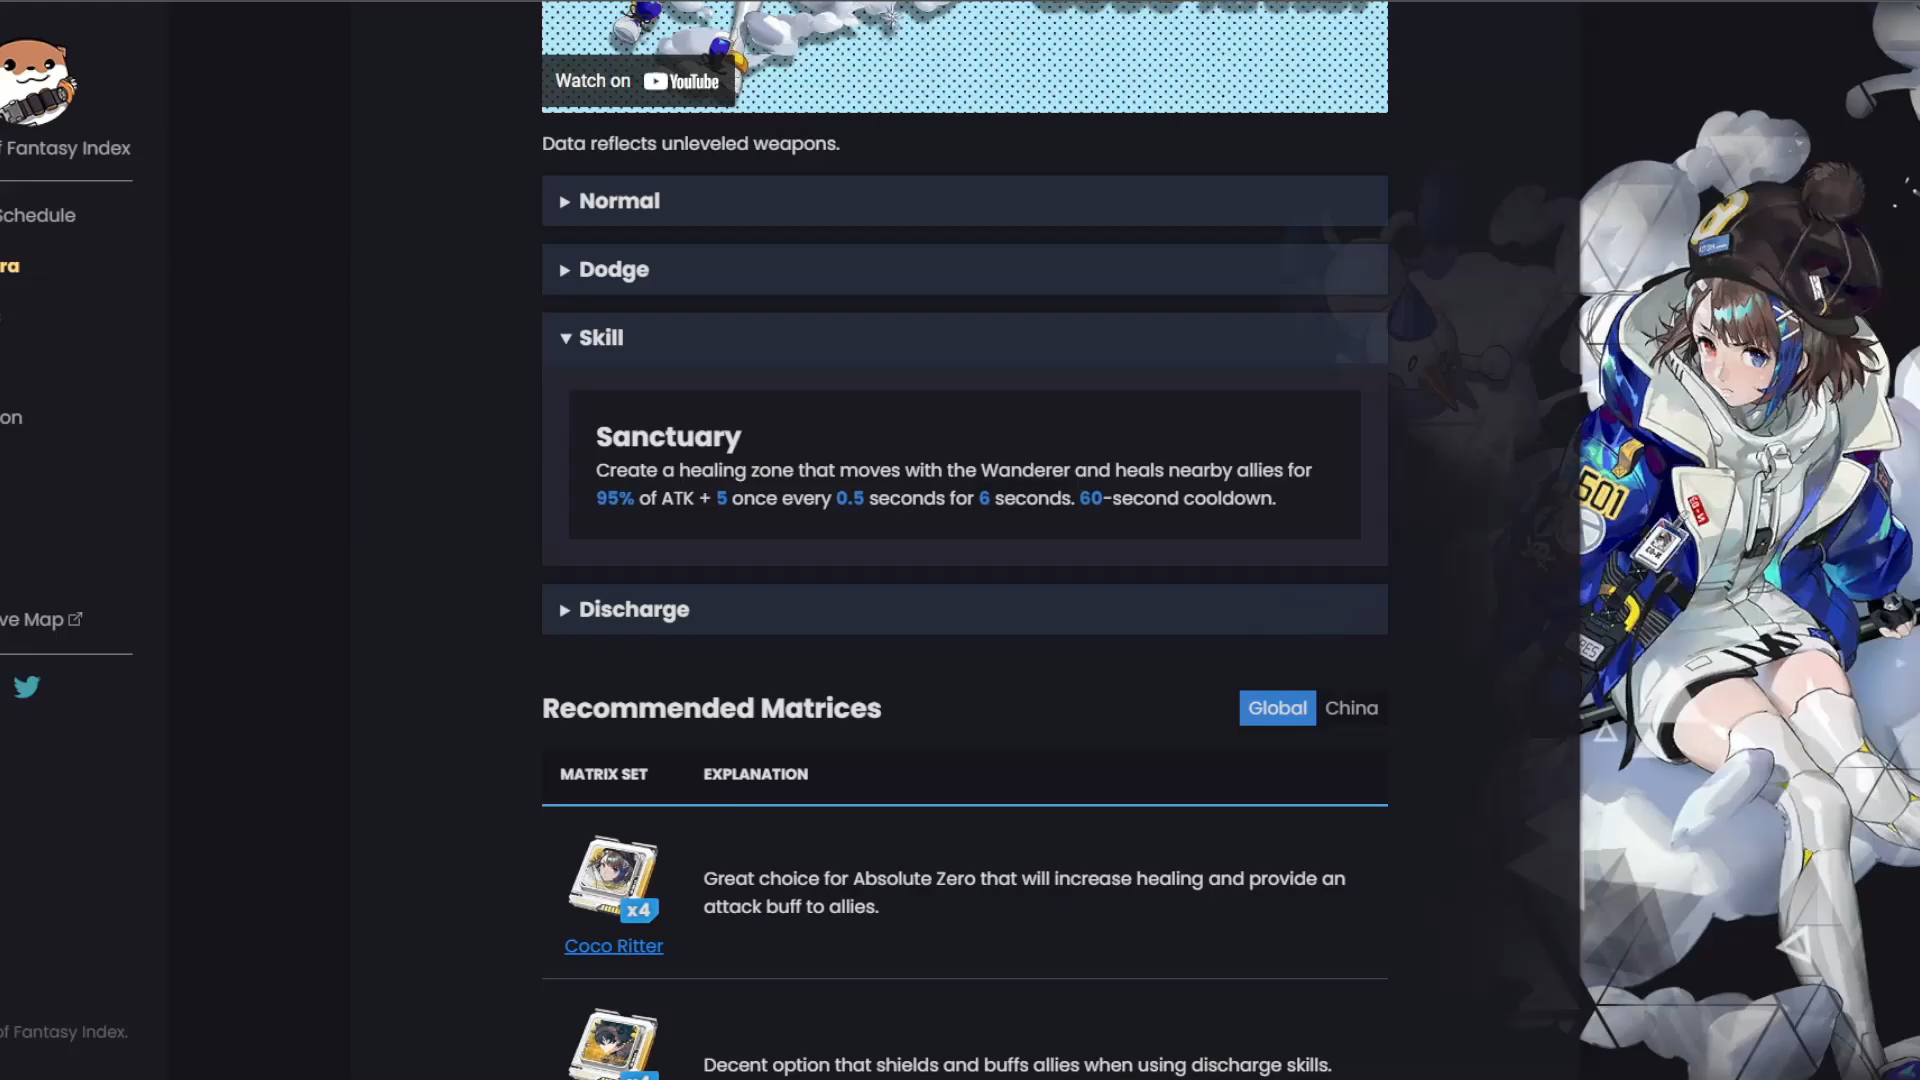 Watch on YouTube
Fantasy Index
Data reflects unleveled weapons.
Normal
Schedule
ra
Dodge
Skill
on
Sanctuary
Create a healing zone that moves with the Wanderer and heals nearby allies for
95% of ATK + 5 once every 0.5 seconds for 6 seconds. 60-second cooldown.
501
Discharge
ve Map
Recommended Matrices
Global China
MATRIX SET EXPLANATION
Great choice for Absolute Zero that will increase healing and provide an
attack buff to allies.
x4
Coco Ritter
of Fantasy Index.
Decent option that shields and buffs allies when using discharge skills.
x4